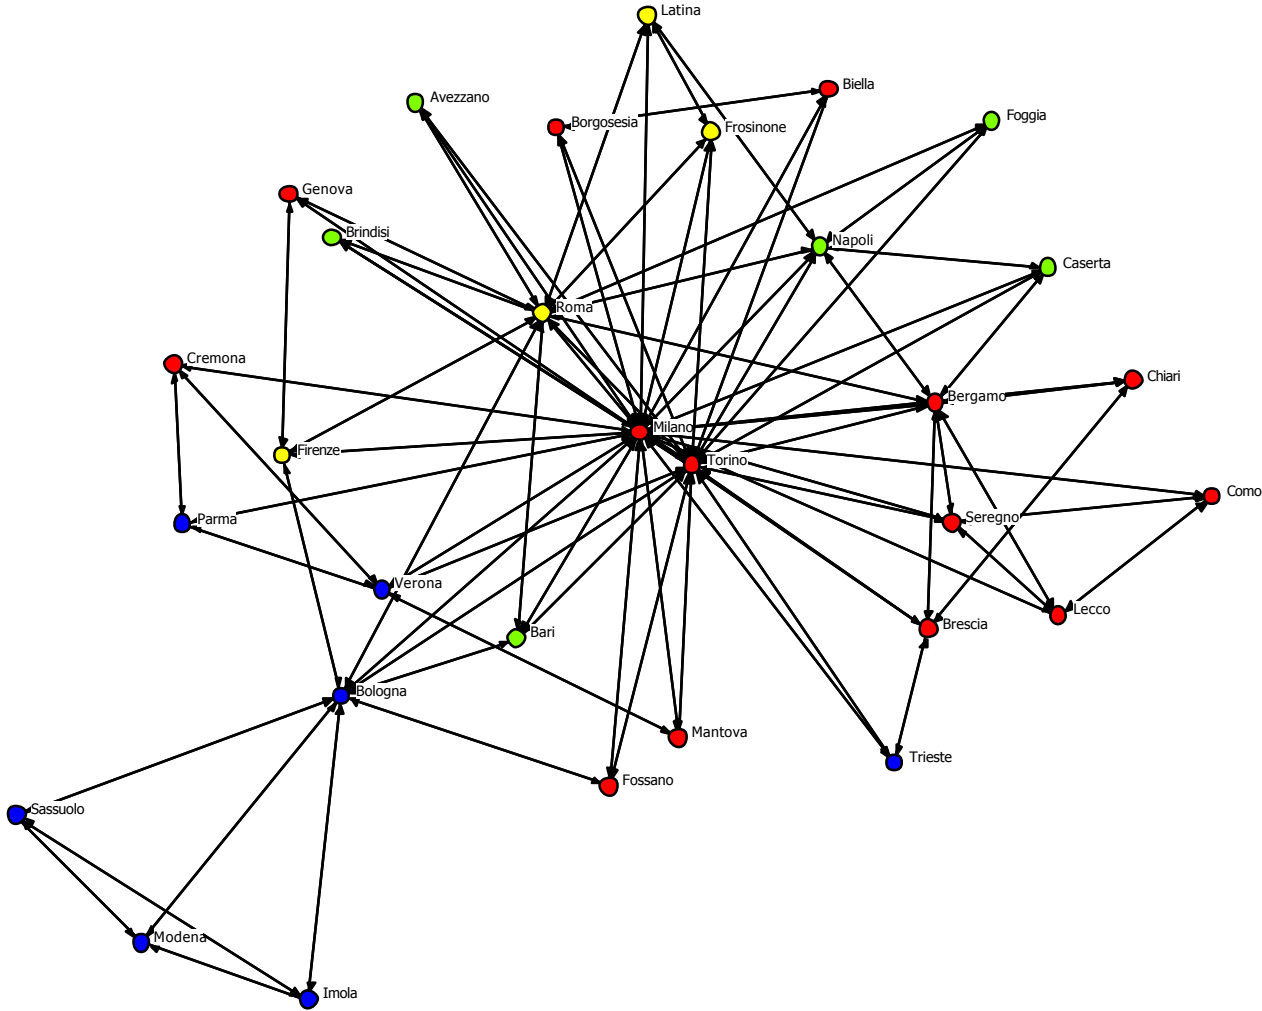 Latina
Biella
Avezzano
Borgosesia
Frosinone
Foggia
Genova
Brindisi
Napoli
Caserta
Roma
Cremona
Chiari
Bergamo
Milano
Firenze
Torino
Como
Parma
Seregno
Verona
Lecco
Brescia
Bari
Bologna
Mantova
Trieste
Fossano
Sassuolo
Modena
Imola